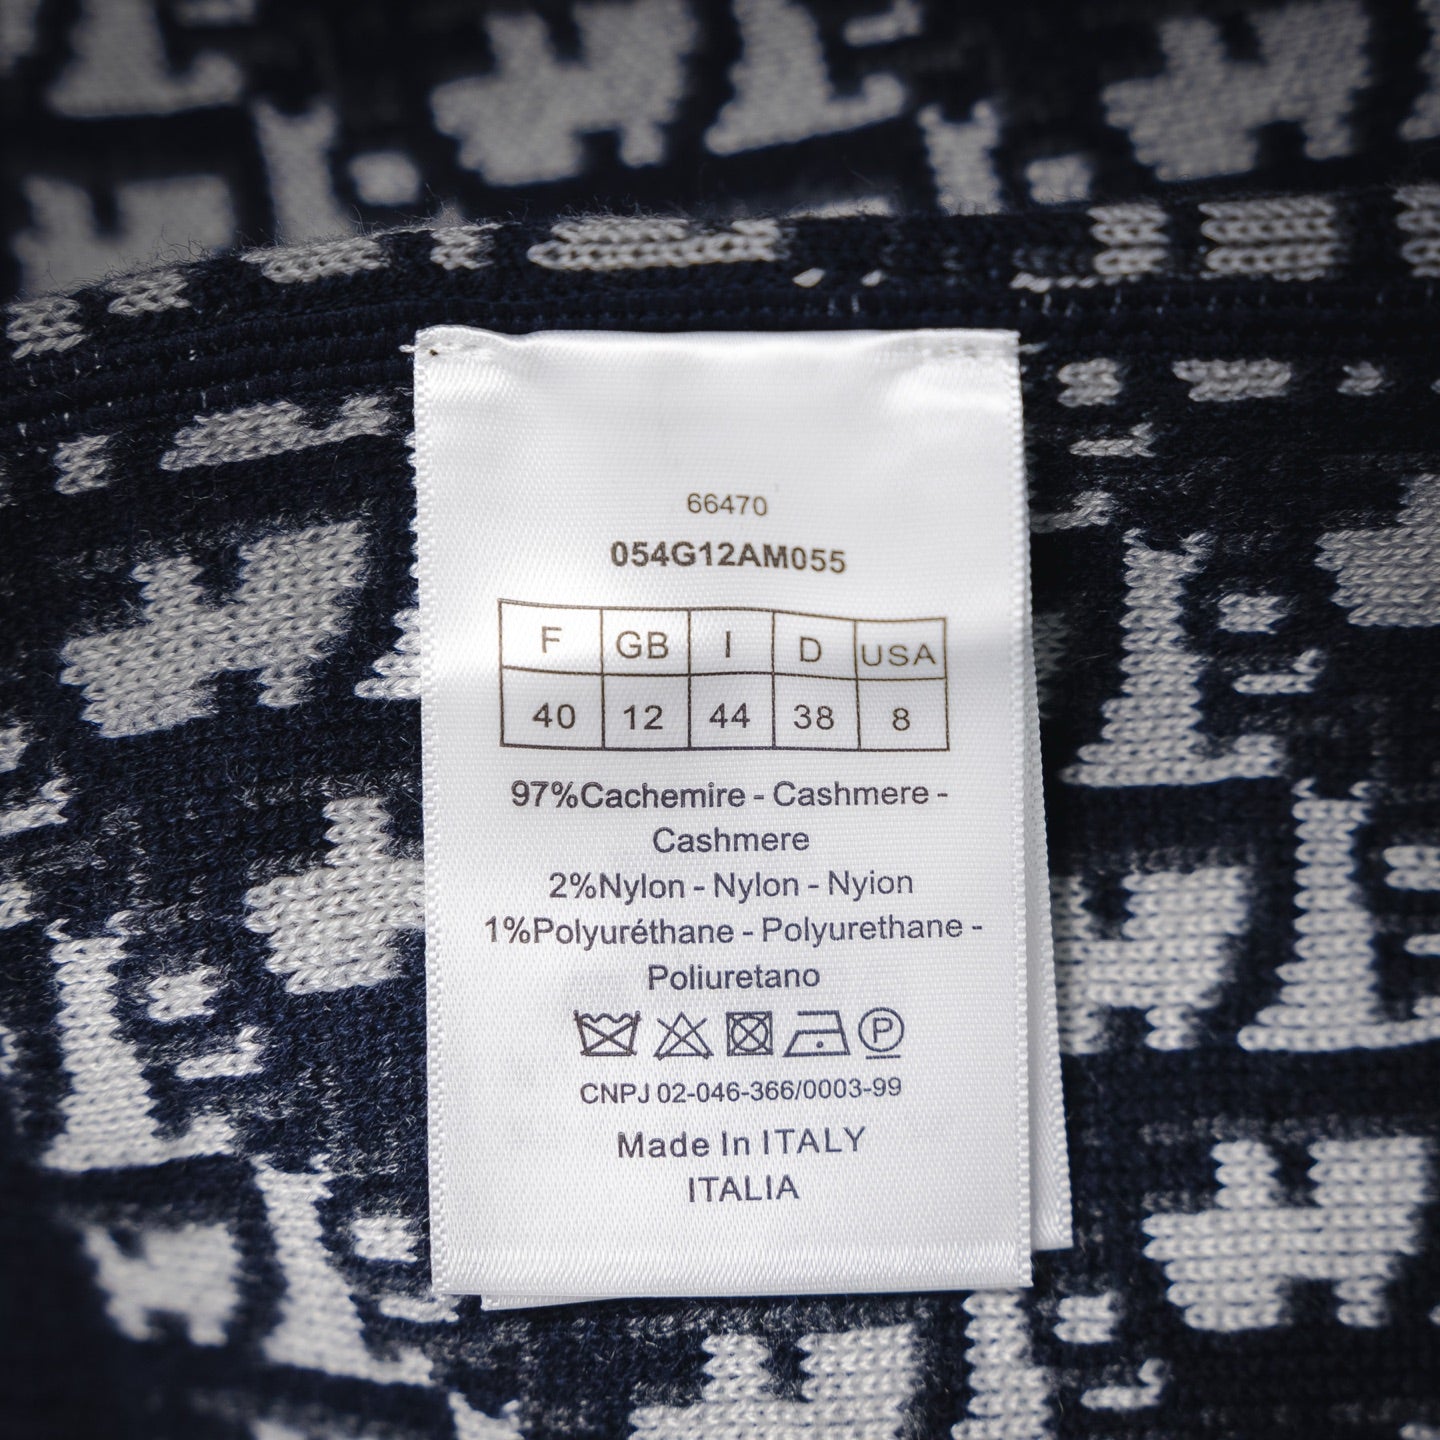 66470
054G12AM055
F GB I D USA
40 12 44 38 8
97%Cachemire - Cashmere -
Cashmere
2%Nylon - Nylon - Nyion
1%Polyuréthane - Polyurethane -
Poliuretano
P
CNPJ 02-046-366/0003-99
Made In ITALY
ITALIA